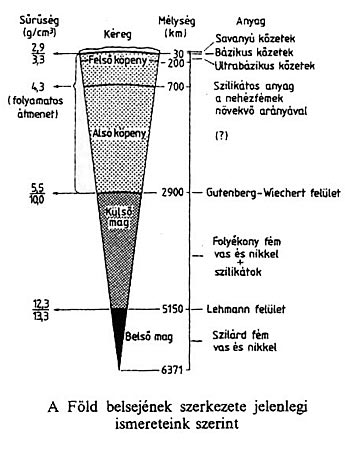 Sűrűség
(g/cm³)
Kéreg
Mélység
(km)
Anyag
2,9
3,3
4,3
(folyamatos
átmenet)
5,5
10,0
12,3
13,3
Felső köpeny
Alsó köpeny
Külső
mag
Belső mag
30
200
700
2900
5150
6371
Savanyú kőzetek
Bázikus kőzetek
Ultrabázikus kőzetek
Szilikátos anyag
a nehézfémek
növekvő arányával
(?)
Gutenberg-Wiechert felület
Folyékony fém
vas és nikkel
+
szilikátok
Lehmann felület
Szilárd fém
vas és nikkel
A Föld belsejének szerkezete jelenlegi
ismereteink szerint